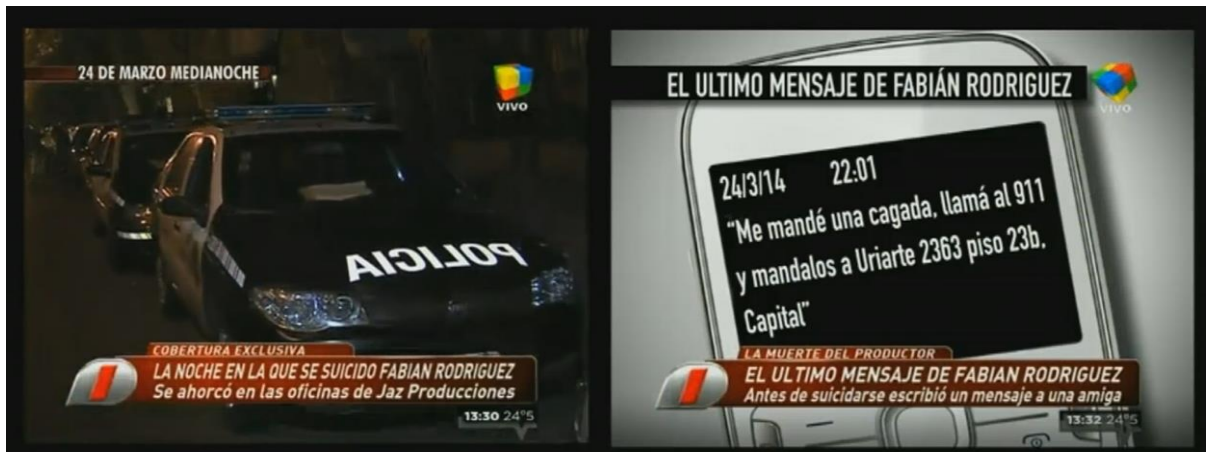 24 DE MARZO MEDIANOCHE
VIVO
POLICIA
COBERTURA EXCLUSIVA
LA NOCHE EN LA QUE SE SUICIDO FABIAN RODRIGUEZ
Se ahorcó en las oficinas de Jaz Producciones
13:30 24°5
EL ULTIMO MENSAJE DE FABIÁN RODRIGUEZ
VIVO
24/3/14 22:01
“Me mandé una cagada, llamá al 911
y mandalos a Uriarte 2363 piso 23b,
Capital”
LA MUERTE DEL PRODUCTOR
EL ULTIMO MENSAJE DE FABIAN RODRIGUEZ
Antes de suicidarse escribió un mensaje a una amiga
13:32 24°5